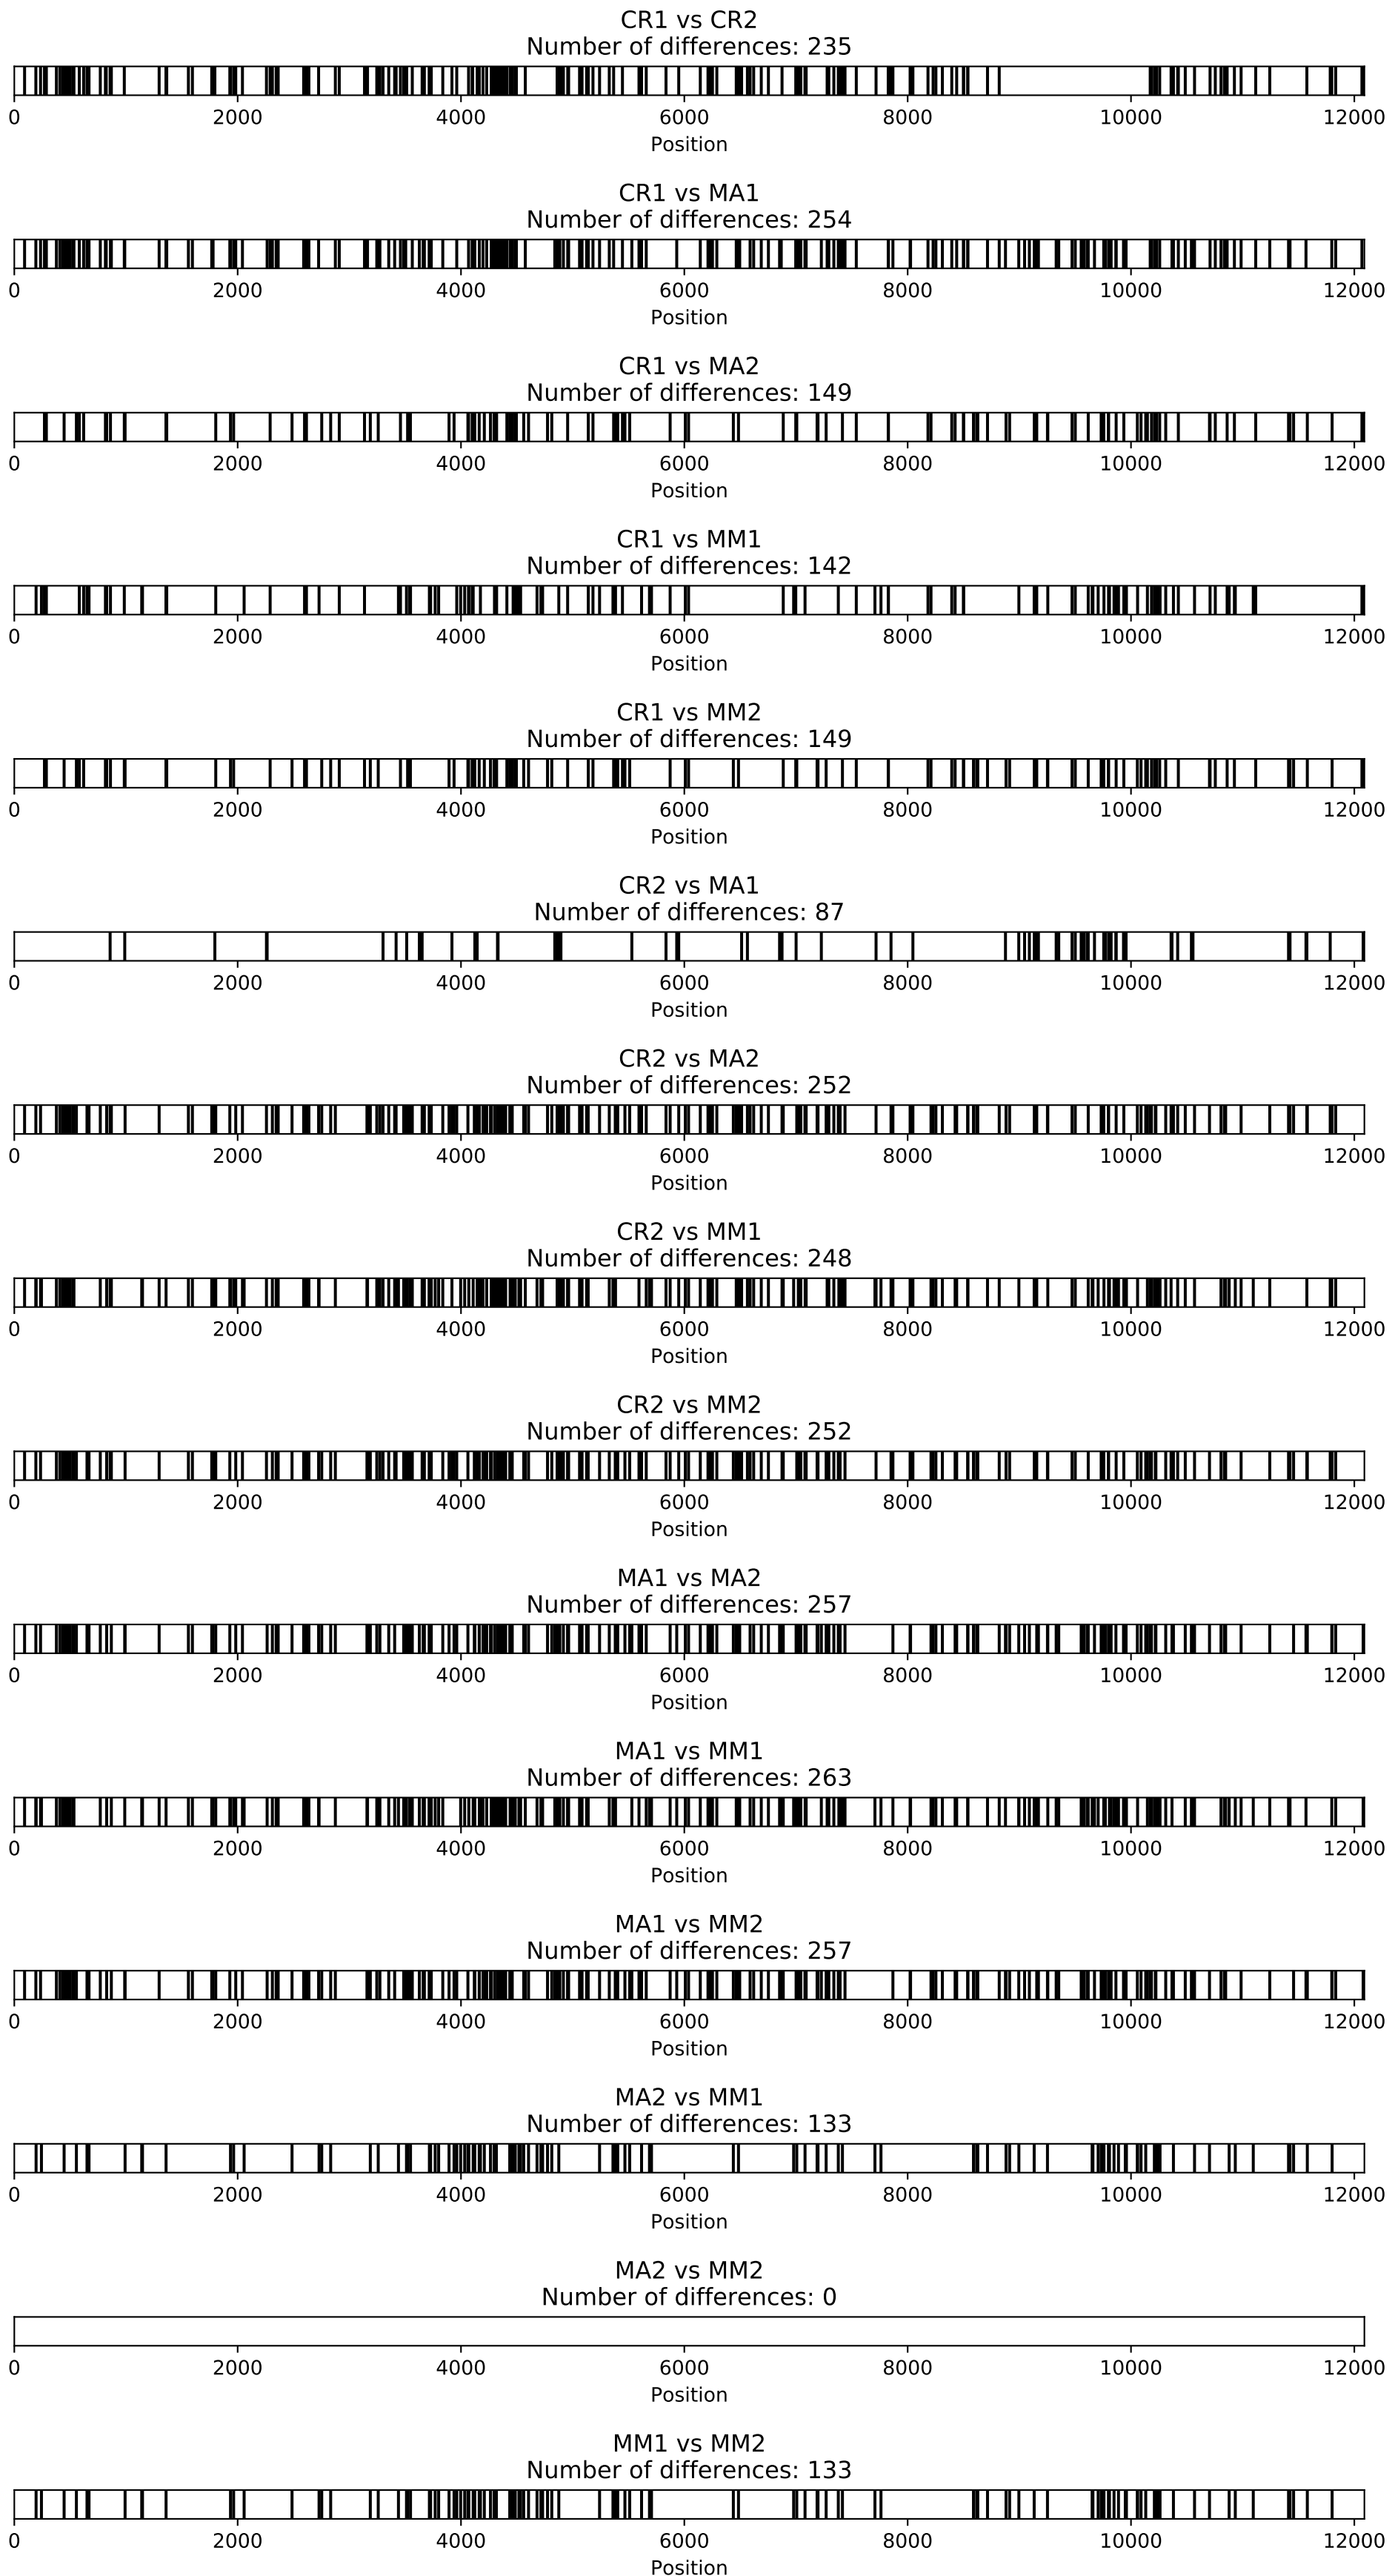 CR1 vs CR2
Number of differences: 235
0 2000 4000 6000 8000 10000 12000
Position
CR1 vs MA1
Number of differences: 254
0 2000 4000 6000 8000 10000 12000
Position
CR1 vs MA2
Number of differences: 149
0 2000 4000 6000 8000 10000 12000
Position
CR1 vs MM1
Number of differences: 142
0 2000 4000 6000 8000 10000 12000
Position
CR1 vs MM2
Number of differences: 149
0 2000 4000 6000 8000 10000 12000
Position
CR2 vs MA1
Number of differences: 87
0 2000 4000 6000 8000 10000 12000
Position
CR2 vs MA2
Number of differences: 252
0 2000 4000 6000 8000 10000 12000
Position
CR2 vs MM1
Number of differences: 248
0 2000 4000 6000 8000 10000 12000
Position
CR2 vs MM2
Number of differences: 252
0 2000 4000 6000 8000 10000 12000
Position
MA1 vs MA2
Number of differences: 257
0 2000 4000 6000 8000 10000 12000
Position
MA1 vs MM1
Number of differences: 263
0 2000 4000 6000 8000 10000 12000
Position
MA1 vs MM2
Number of differences: 257
0 2000 4000 6000 8000 10000 12000
Position
MA2 vs MM1
Number of differences: 133
0 2000 4000 6000 8000 10000 12000
Position
MA2 vs MM2
Number of differences: 0
0 2000 4000 6000 8000 10000 12000
Position
MM1 vs MM2
Number of differences: 133
0 2000 4000 6000 8000 10000 12000
Position